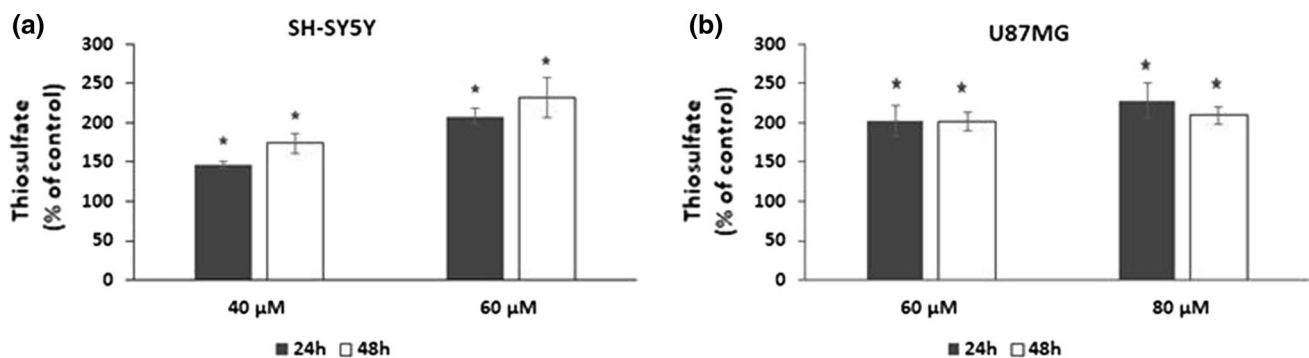 (a)
SH-SY5Y
Thiosulfate
(% of control)
300
250
200
150
100
50
0
* * * *
40 µM 60 µM
24h 48h
(b)
U87MG
Thiosulfate
(% of control)
300
250
200
150
100
50
0
* * * *
60 µM 80 µM
24h 48h